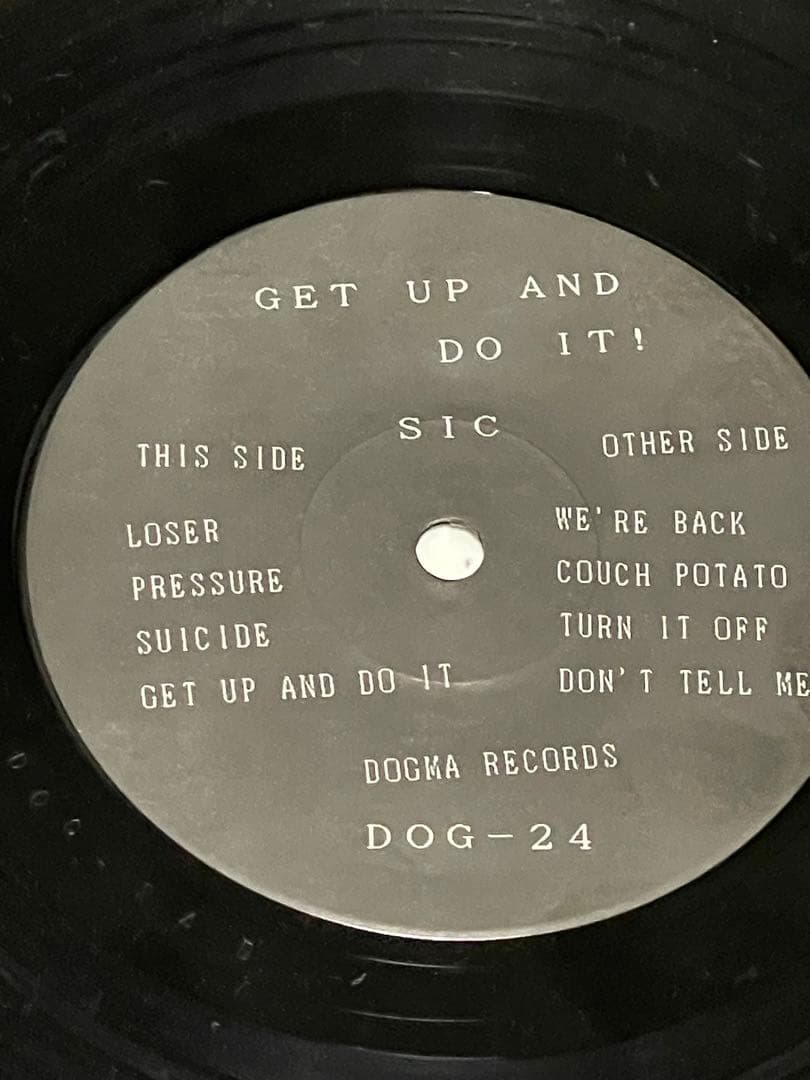 GET UP AND
DO IT!
SIC
THIS SIDE
LOSER
PRESSURE
SUICIDE
GET UP AND DO IT
OTHER SIDE
WE'RE BACK
COUCH POTATO
TURN IT OFF
DON'T TELL ME
DOGMA RECORDS
DOG-24